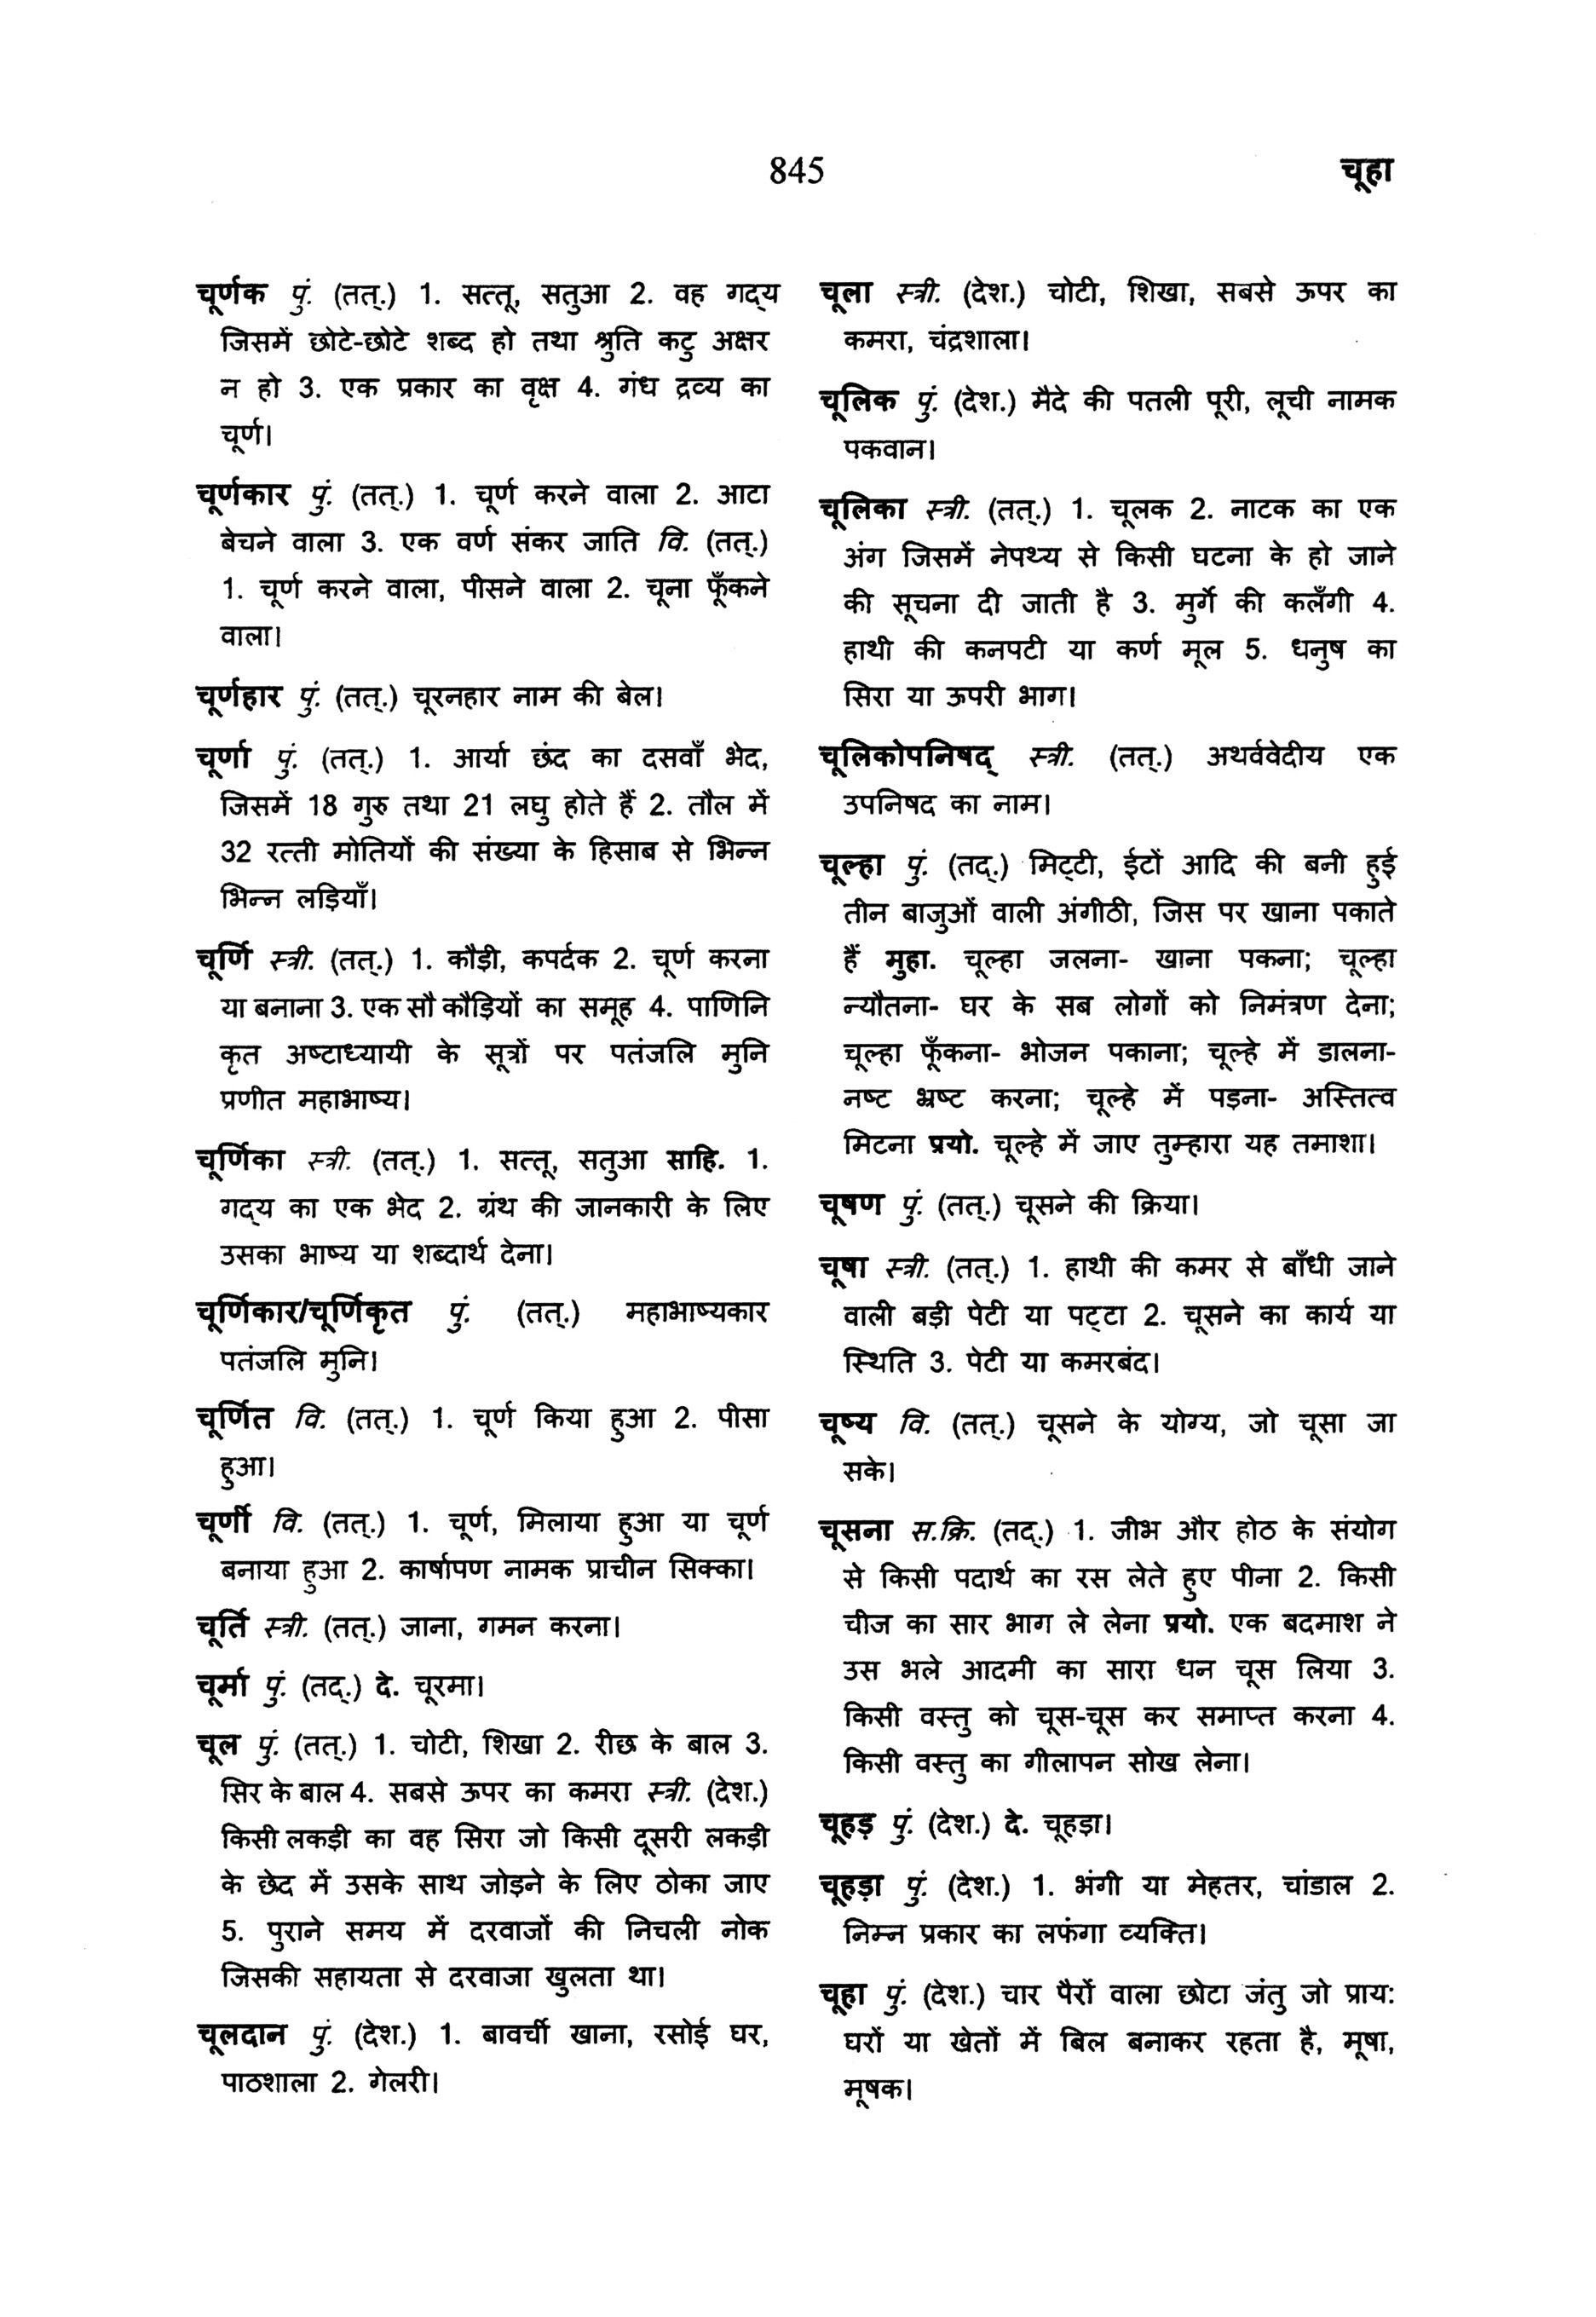 845
चूहा
चूर्णक पुं. (तत्.) 1. सत्तू, सतुआ 2. वह गद्य
जिसमें छोटे-छोटे शब्द हो तथा श्रुति कटु अक्षर
न हो 3. एक प्रकार का वृक्ष 4. गंध द्रव्य का
चूर्ण।
चूर्णकार पुं. (तत्.) 1. चूर्ण करने वाला 2. आटा
बेचने वाला 3. एक वर्ण संकर जाति वि. (तत्.)
1. चूर्ण करने वाला, पीसने वाला 2. चूना फूँकने
वाला।
चूर्णहार पुं. (तत्.) चूरनहार नाम की बेल।
चूर्णा पुं. (तत्.) 1. आर्या छंद का दसवाँ भेद,
जिसमें 18 गुरु तथा 21 लघु होते हैं 2. तौल में
32 रत्ती मोतियों की संख्या के हिसाब से भिन्न
भिन्न लड़ियाँ।
चूर्णि स्त्री. (तत्.) 1. कौड़ी, कपर्दक 2. चूर्ण करना
या बनाना 3. एक सौ कौड़ियों का समूह 4. पाणिनि
कृत अष्टाध्यायी के सूत्रों पर पतंजलि मुनि
प्रणीत महाभाष्य।
चूर्णिका स्त्री. (तत्.) 1. सत्तू, सतुआ साहि. 1.
गद्य का एक भेद 2. ग्रंथ की जानकारी के लिए
उसका भाष्य या शब्दार्थ देना।
चूर्णिकार/चूर्णिकृत पुं. (तत्.) महाभाष्यकार
पतंजलि मुनि।
चूर्णित वि. (तत्.) 1. चूर्ण किया हुआ 2. पीसा
हुआ।
चूर्णी वि. (तत्.) 1. चूर्ण, मिलाया हुआ या चूर्ण
बनाया हुआ 2. कार्षापण नामक प्राचीन सिक्का।
चूर्ति स्त्री. (तत्.) जाना, गमन करना।
चूर्मा पुं. (तद्.) दे. चूरमा।
चूल पुं. (तत्.) 1. चोटी, शिखा 2. रीछ के बाल 3.
सिर के बाल 4. सबसे ऊपर का कमरा स्त्री. (देश.)
किसी लकड़ी का वह सिरा जो किसी दूसरी लकड़ी
के छेद में उसके साथ जोड़ने के लिए ठोका जाए
5. पुराने समय में दरवाजों की निचली नोक
जिसकी सहायता से दरवाजा खुलता था।
चूलदान पुं. (देश.) 1. बावर्ची खाना, रसोई घर,
पाठशाला 2. गेलरी।
चूला स्त्री. (देश.) चोटी, शिखा, सबसे ऊपर का
कमरा, चंद्रशाला।
चूलिक पुं. (देश.) मैदे की पतली पूरी, लूची नामक
पकवान।
चूलिका स्त्री. (तत्.) 1. चूलक 2. नाटक का एक
अंग जिसमें नेपथ्य से किसी घटना के हो जाने
की सूचना दी जाती है 3. मुर्गे की कलँगी 4.
हाथी की कनपटी या कर्ण मूल 5. धनुष का
सिरा या ऊपरी भाग।
चूलिकोपनिषद् स्त्री. (तत्.) अथर्ववेदीय एक
उपनिषद का नाम।
चूल्हा पुं. (तद्.) मिट्टी, ईटों आदि की बनी हुई
तीन बाजुओं वाली अंगीठी, जिस पर खाना पकाते
हैं मुहा. चूल्हा जलना- खाना पकना; चूल्हा
न्यौतना- घर के सब लोगों को निमंत्रण देना;
चूल्हा फूँकना- भोजन पकाना; चूल्हे में डालना-
नष्ट भ्रष्ट करना; चूल्हे में पड़ना- अस्तित्व
मिटना प्रयो. चूल्हे में जाए तुम्हारा यह तमाशा।
चूषण पुं. (तत्.) चूसने की क्रिया।
चूषा स्त्री. (तत्.) 1. हाथी की कमर से बाँधी जाने
वाली बड़ी पेटी या पट्टा 2. चूसने का कार्य या
स्थिति 3. पेटी या कमरबंद।
चूष्य वि. (तत्.) चूसने के योग्य, जो चूसा जा
सके।
चूसना स.क्रि. (तद्.) 1. जीभ और होठ के संयोग
से किसी पदार्थ का रस लेते हुए पीना 2. किसी
चीज का सार भाग ले लेना प्रयो. एक बदमाश ने
उस भले आदमी का सारा धन चूस लिया 3.
किसी वस्तु को चूस-चूस कर समाप्त करना 4.
किसी वस्तु का गीलापन सोख लेना।
चूहड़ पुं. (देश.) दे. चूहड़ा।
चूहड़ा पुं. (देश.) 1. भंगी या मेहतर, चांडाल 2.
निम्न प्रकार का लफंगा व्यक्ति।
चूहा पुं. (देश.) चार पैरों वाला छोटा जंतु जो प्राय:
घरों या खेतों में बिल बनाकर रहता है, मूषा,
मूषक।